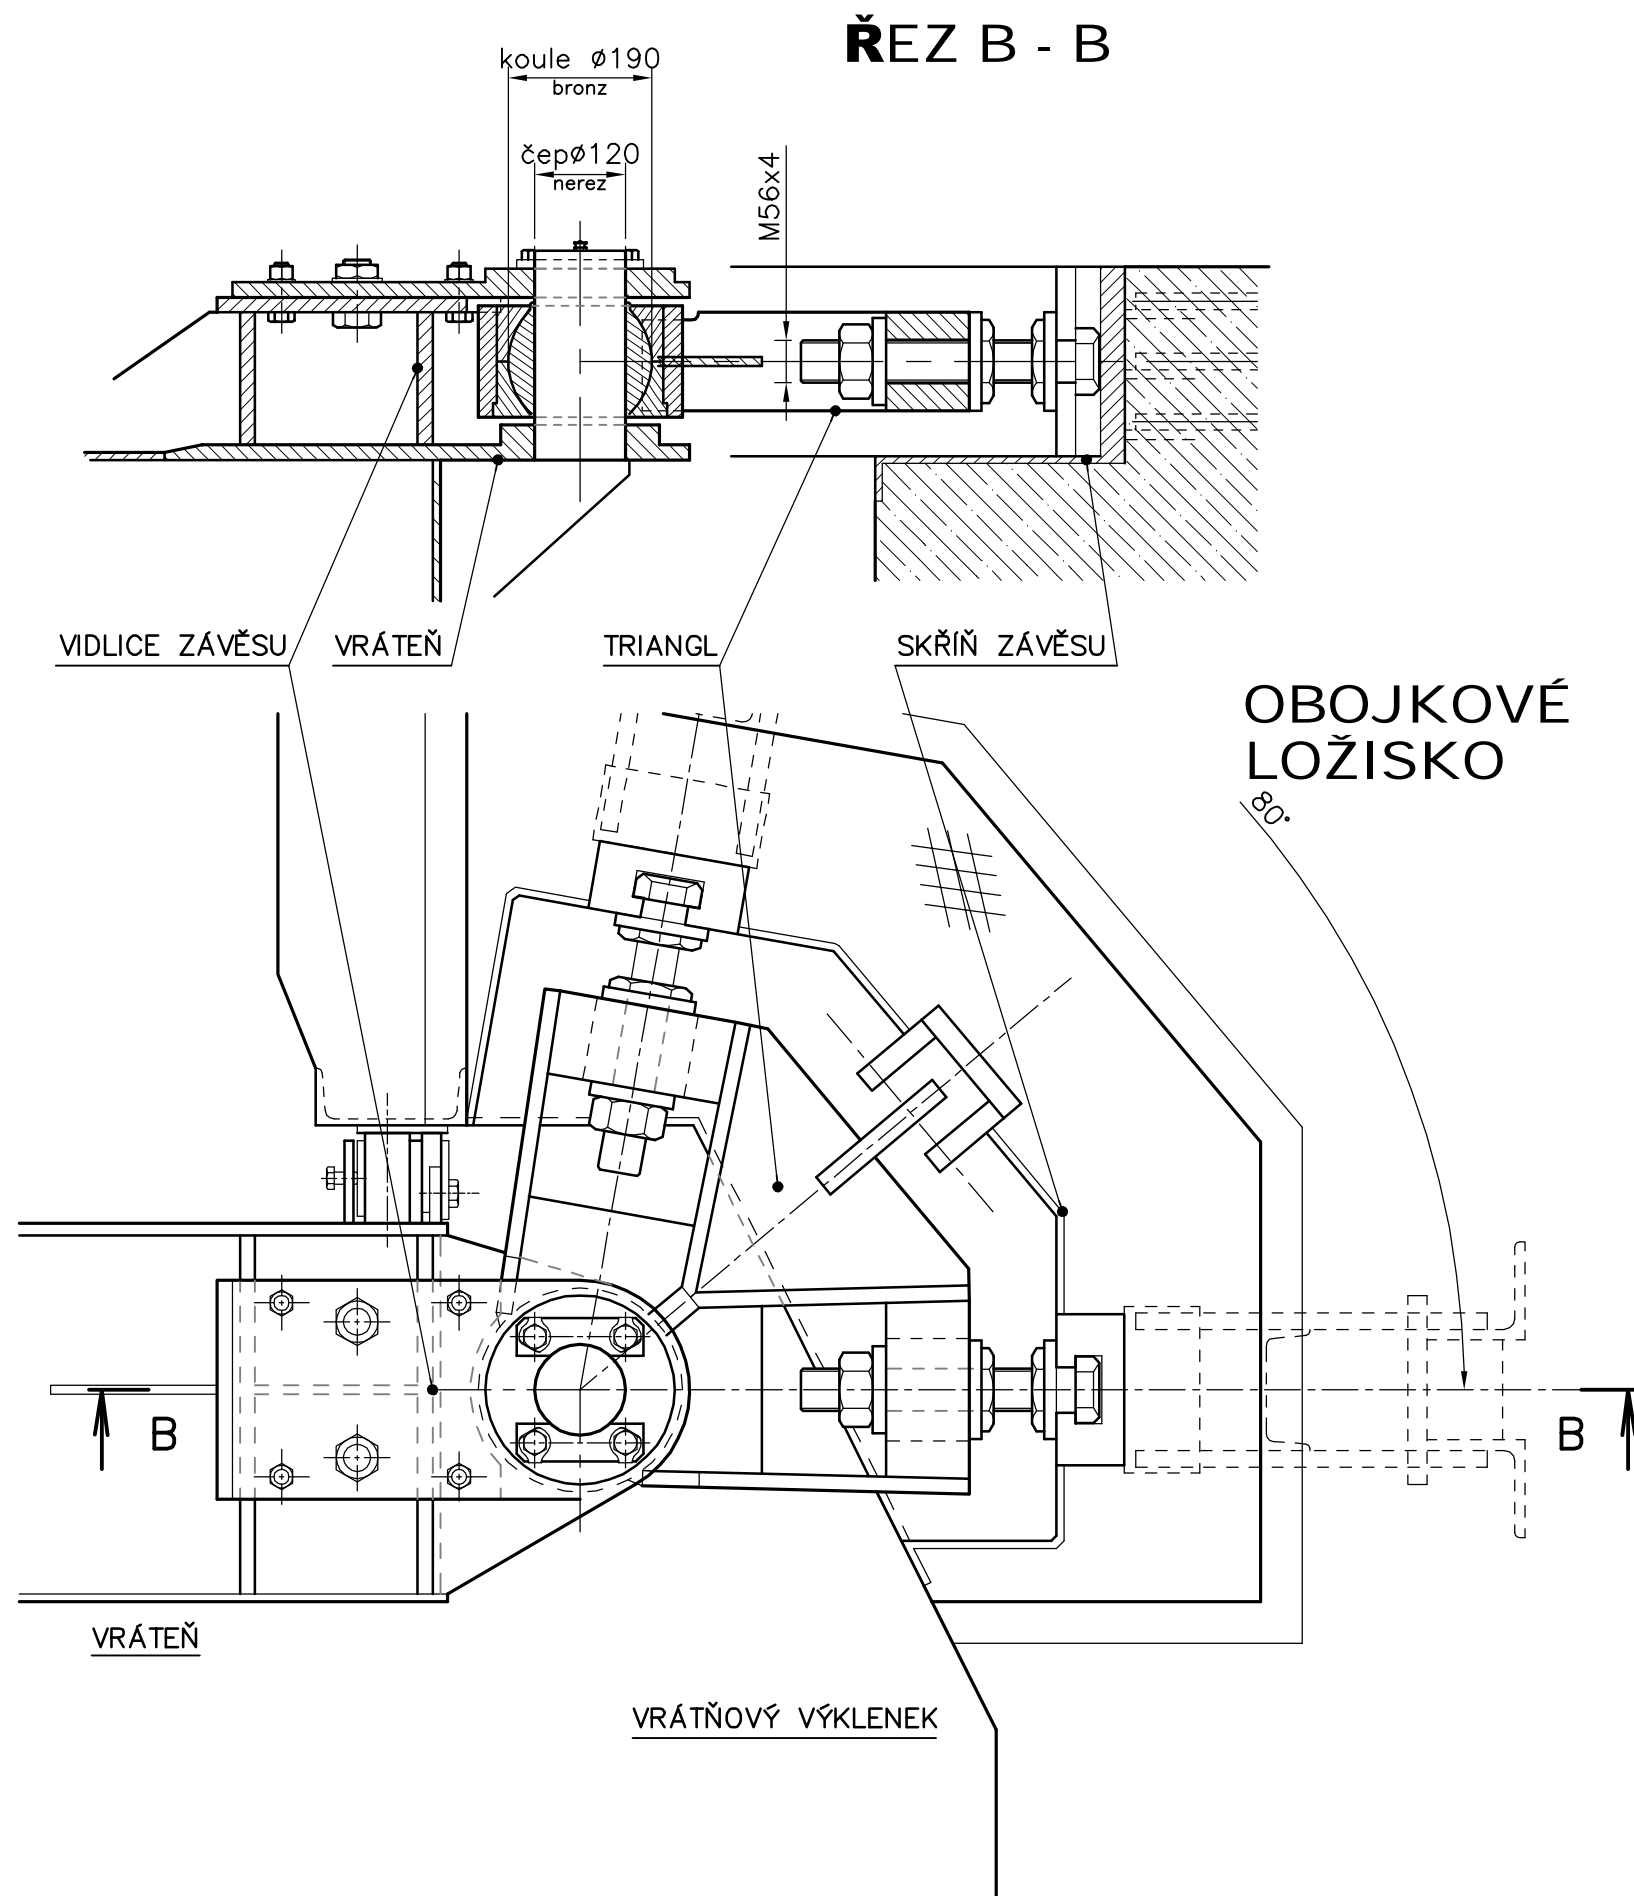 ŘEZ B - B
koule ø190
bronz
čepø120
nerez
M56x4
VIDLICE ZÁVĚSU
VRÁTEŇ
TRIANGL
SKŘÍŇ ZÁVĚSU
OBOJKOVÉ
LOŽISKO
80°
B
B
VRÁTEŇ
VRÁTŇOVÝ VÝKLENEK